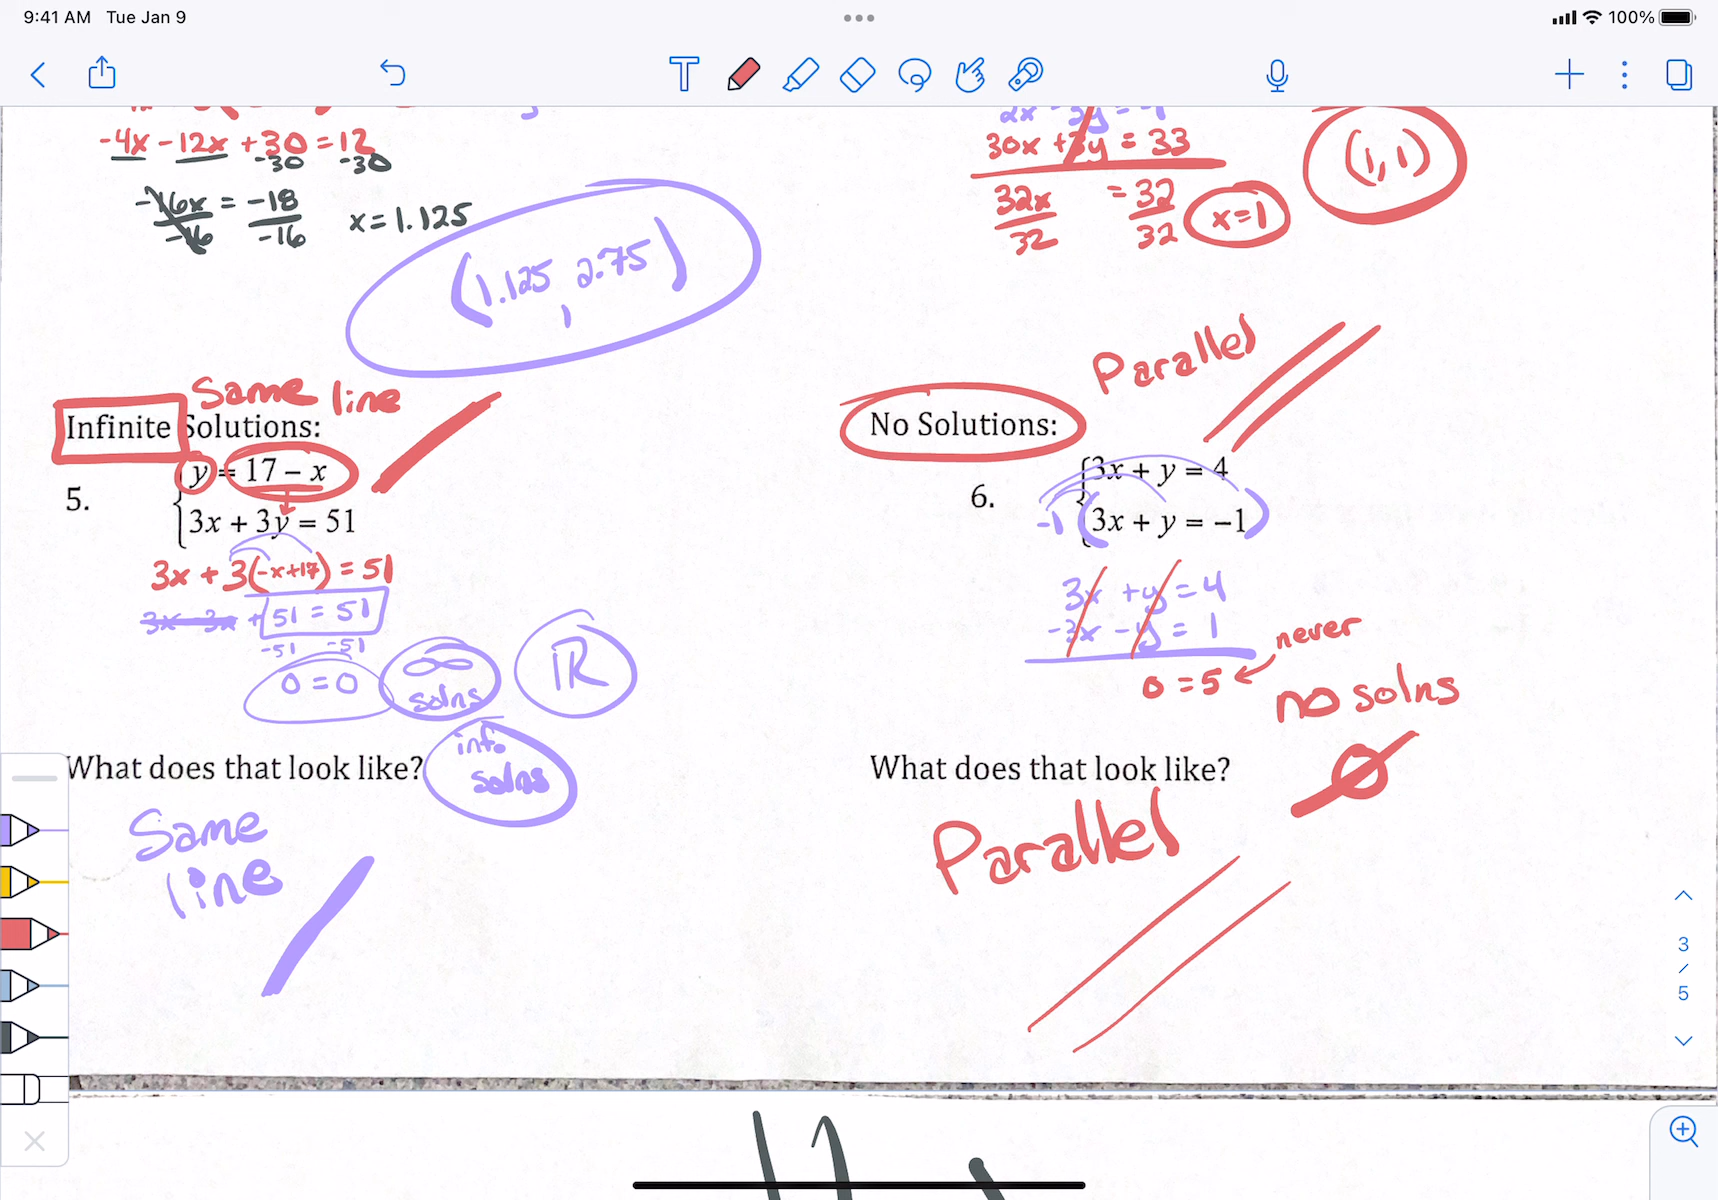 9:41 AM Tue Jan 9
100%
-4x -12x +30 = 12
-30 -30
-16x = -18
-16 -16
x = 1.125
(1.125, 2.75)
30x + 3y = 33
32x = 32
32 32
x=1
(1,1)
Same line
Infinite Solutions:
5.
y = 17 − x
3x + 3y = 51
3x + 3(-x+17) = 51
3x -3x + 51 = 51
-51 -51
0 = 0
∞
solns
ℝ
What does that look like?
inf.
solns
Same
line
Parallel
No Solutions:
6.
3x + y = 4
-1 (3x + y = −1)
3x + y = 4
-3x - y = 1
0 = 5
never
no solns
What does that look like?
Ø
Parallel
3
/
5